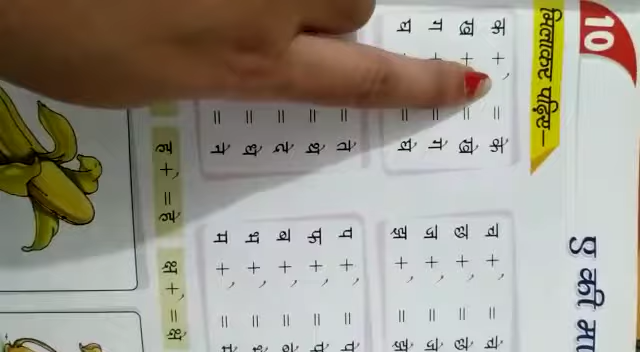 10 ए की
मिलाकर पढ़िए–
क + े = के च + े = चे
ख + = खे छ + े = छे
ग + = गे ज + े = जे
घ = घे झ + े = झे
= ते प + े = पे
= थे फ + े = फे
= दे ब + े = बे
= धे भ + े = भे
= ने म + े = मे
ह + े = हे क्ष + े = क्षे